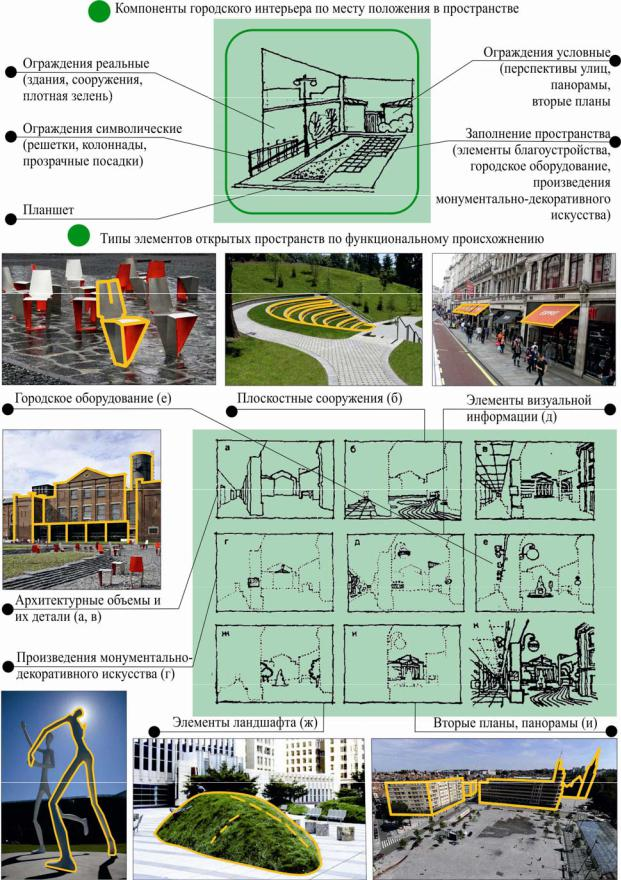 Компоненты городского интерьера по месту положения в пространстве
Ограждения реальные
(здания, сооружения,
плотная зелень)
Ограждения символические
(решетки, колоннады,
прозрачные посадки)
Планшет
Ограждения условные
(перспективы улиц,
панорамы,
вторые планы
Заполнение пространства
(элементы благоустройства,
городское оборудование,
произведения
монументально-декоративного
искусства)
Типы элементов открытых пространств по функциональному происхожнению
ESPRIT
Городское оборудование (е)
Плоскостные сооружения (б)
Элементы визуальной
информации (д)
а
б
в
г
д
е
ж
и
к
Архитектурные объемы и
их детали (а, в)
Произведения монументально-
декоративного искусства (г)
Элементы ландшафта (ж)
Вторые планы, панорамы (и)